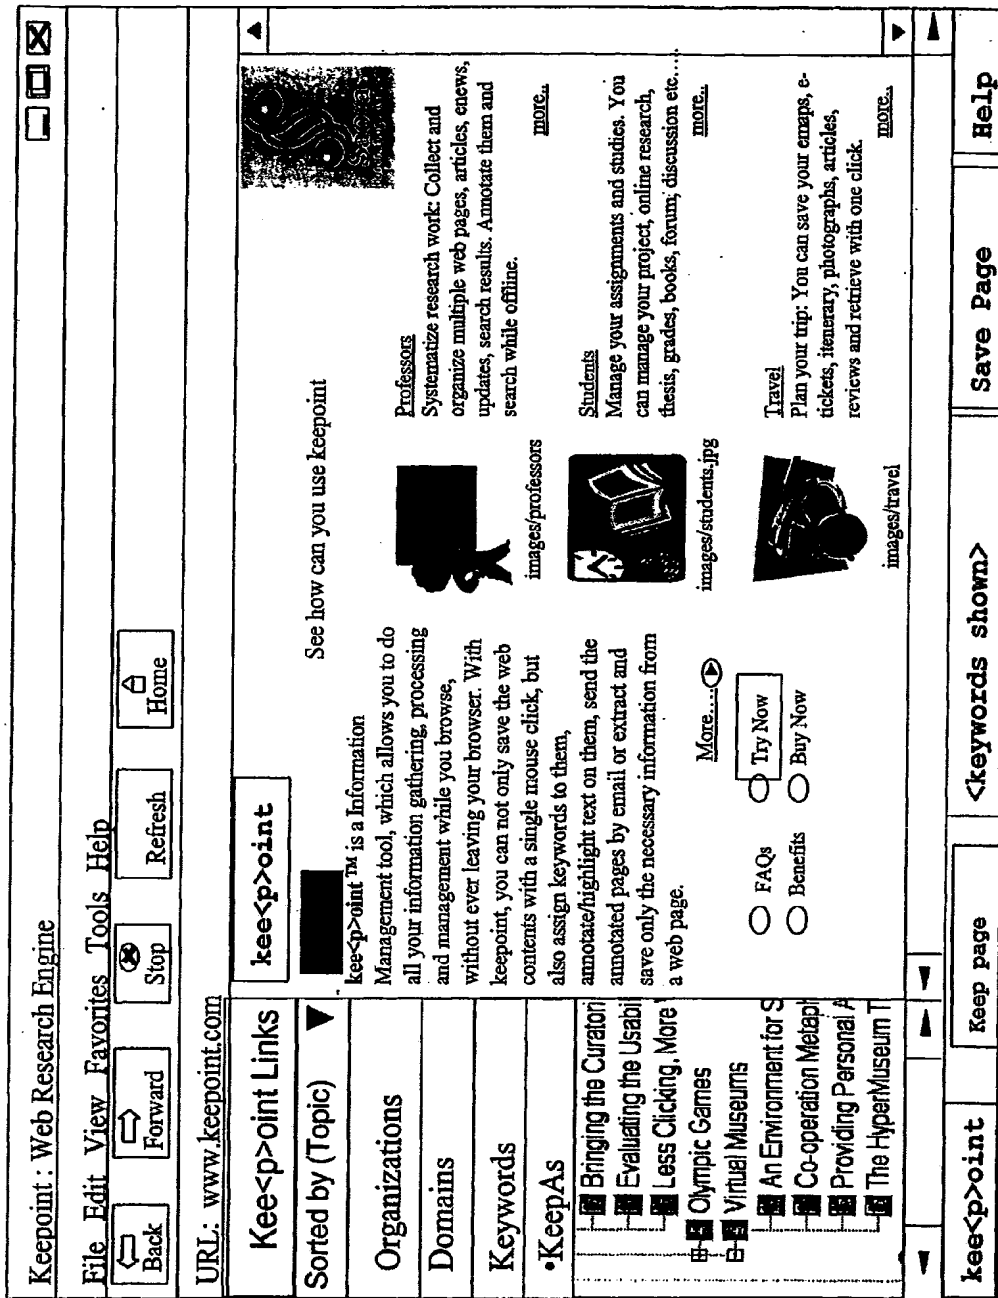 Keepoint : Web Research Engine
File Edit View Favorites Tools Help
Back
Forward
Stop
Refresh
Home
URL: www.keepoint.com
Kee<p>oint Links
Sorted by (Topic)
Organizations
Domains
Keywords
•KeepAs
Bringing the Curatori
Evaluating the Usabil
Less Clicking, More
Olympic Games
Virtual Museums
An Environment for S
Co-operation Metaph
Providing Personal A
The HyperMuseum T
kee<p>oint
See how can you use keepoint
kee<p>oint ™ is a Information
Management tool, which allows you to do
all your information gathering, processing
and management while you browse,
without ever leaving your browser. With
keepoint, you can not only save the web
contents with a single mouse click, but
also assign keywords to them,
annotate/highlight text on them, send the
annotated pages by email or extract and
save only the necessary information from
a web page.
More....
FAQs
Try Now
Benefits
Buy Now
images/professors
Professors
Systematize research work: Collect and
organize multiple web pages, articles, enews,
updates, search results. Annotate them and
search while offline.
more..
images/students.jpg
Students
Manage your assignments and studies. You
can manage your project, online research,
thesis, grades, books, forum, discussion etc....
more..
images/travel
Travel
Plan your trip: You can save your emaps, e-
tickets, itenerary, photographs, articles,
reviews and retrieve with one click.
more..
kee<p>oint
Keep page
<keywords shown>
Save Page
Help